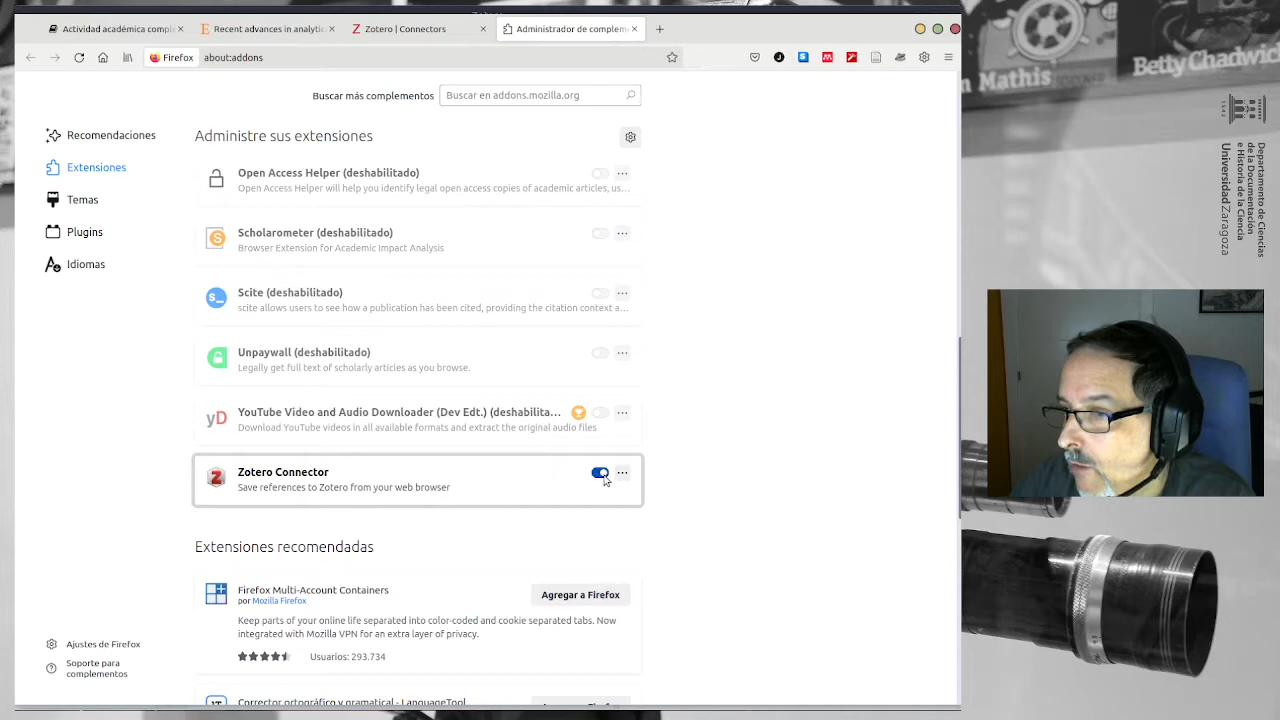 Actividad académica compl
Recent advances in analytic
Zotero | Connectors
Administrador de complem
Firefox
about:addons
Buscar más complementos
Buscar en addons.mozilla.org
Recomendaciones
Extensiones
Temas
Plugins
Idiomas
Administre sus extensiones
Open Access Helper (deshabilitado)
Open Access Helper will help you identify legal open access copies of academic articles, us...
Scholarometer (deshabilitado)
Browser Extension for Academic Impact Analysis
Scite (deshabilitado)
scite allows users to see how a publication has been cited, providing the citation context a...
Unpaywall (deshabilitado)
Legally get full text of scholarly articles as you browse.
yD
YouTube Video and Audio Downloader (Dev Edt.) (deshabilita...
Download YouTube videos in all available formats and extract the original audio files
Z
Zotero Connector
Save references to Zotero from your web browser
Extensiones recomendadas
Firefox Multi-Account Containers
por Mozilla Firefox
Agregar a Firefox
Keep parts of your online life separated into color-coded and cookie separated tabs. Now
integrated with Mozilla VPN for an extra layer of privacy.
Usuarios: 293.734
Corrector ortográfico y gramatical - LanguageTool
Ajustes de Firefox
Soporte para
complementos
Mathis
Betty Chadwi
1542
Departamento de Ciencias
de la Documentación
e Historia de la Ciencia
Universidad Zaragoza